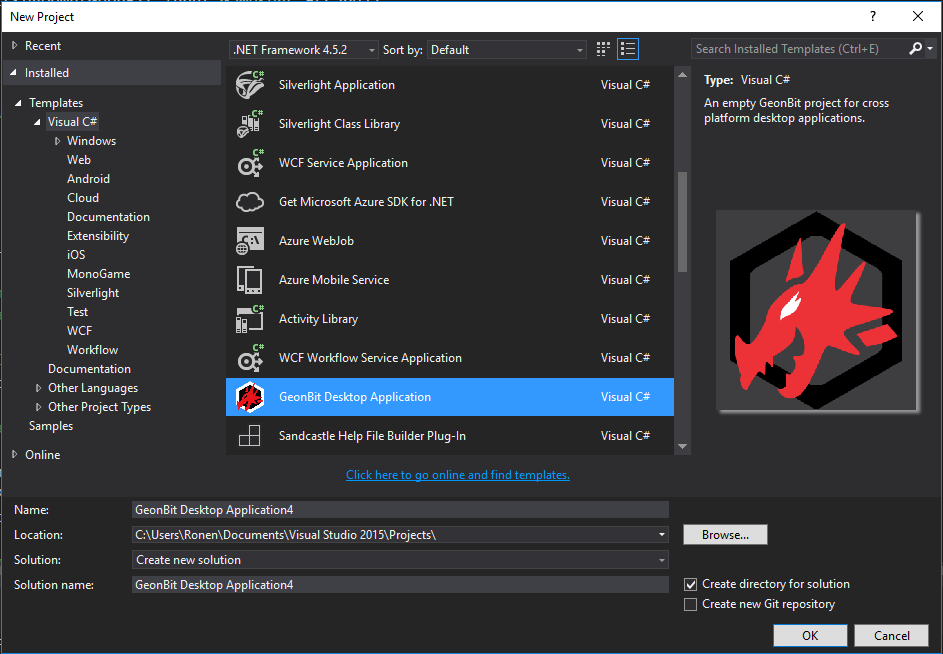 New Project
?
Recent
.NET Framework 4.5.2
Sort by:
Default
Search Installed Templates (Ctrl+E)
Installed
Templates
Visual C#
Windows
Web
Android
Cloud
Documentation
Extensibility
iOS
MonoGame
Silverlight
Test
WCF
Workflow
Documentation
Other Languages
Other Project Types
Samples
Online
Silverlight Application Visual C#
Silverlight Class Library Visual C#
WCF Service Application Visual C#
Get Microsoft Azure SDK for .NET Visual C#
Azure WebJob Visual C#
Azure Mobile Service Visual C#
Activity Library Visual C#
WCF Workflow Service Application Visual C#
GeonBit Desktop Application Visual C#
Sandcastle Help File Builder Plug-In Visual C#
Click here to go online and find templates.
Type: Visual C#
An empty GeonBit project for cross
platform desktop applications.
Name: GeonBit Desktop Application4
Location: C:\Users\Ronen\Documents\Visual Studio 2015\Projects\
Browse...
Solution: Create new solution
Solution name: GeonBit Desktop Application4
Create directory for solution
Create new Git repository
OK
Cancel